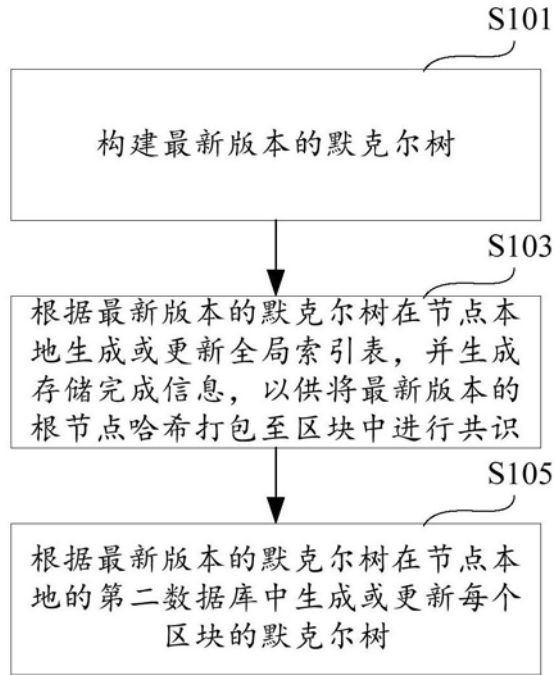 S101
构建最新版本的默克尔树
S103
根据最新版本的默克尔树在节点本
地生成或更新全局索引表，并生成
存储完成信息，以供将最新版本的
根节点哈希打包至区块中进行共识
S105
根据最新版本的默克尔树在节点本
地的第二数据库中生成或更新每个
区块的默克尔树